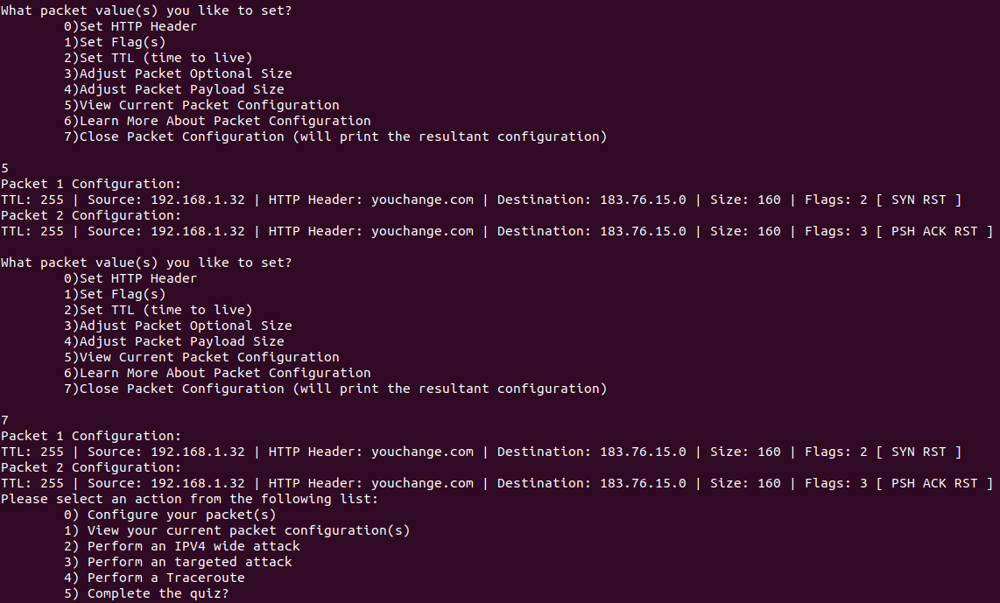 What packet value(s) you like to set?
0)Set HTTP Header
1)Set Flag(s)
2)Set TTL (time to live)
3)Adjust Packet Optional Size
4)Adjust Packet Payload Size
5)View Current Packet Configuration
6)Learn More About Packet Configuration
7)Close Packet Configuration (will print the resultant configuration)
5
Packet 1 Configuration:
TTL: 255 | Source: 192.168.1.32 | HTTP Header: youchange.com | Destination: 183.76.15.0 | Size: 160 | Flags: 2 [ SYN RST ]
Packet 2 Configuration:
TTL: 255 | Source: 192.168.1.32 | HTTP Header: youchange.com | Destination: 183.76.15.0 | Size: 160 | Flags: 3 [ PSH ACK RST ]
What packet value(s) you like to set?
0)Set HTTP Header
1)Set Flag(s)
2)Set TTL (time to live)
3)Adjust Packet Optional Size
4)Adjust Packet Payload Size
5)View Current Packet Configuration
6)Learn More About Packet Configuration
7)Close Packet Configuration (will print the resultant configuration)
7
Packet 1 Configuration:
TTL: 255 | Source: 192.168.1.32 | HTTP Header: youchange.com | Destination: 183.76.15.0 | Size: 160 | Flags: 2 [ SYN RST ]
Packet 2 Configuration:
TTL: 255 | Source: 192.168.1.32 | HTTP Header: youchange.com | Destination: 183.76.15.0 | Size: 160 | Flags: 3 [ PSH ACK RST ]
Please select an action from the following list:
0) Configure your packet(s)
1) View your current packet configuration(s)
2) Perform an IPV4 wide attack
3) Perform an targeted attack
4) Perform a Traceroute
5) Complete the quiz?